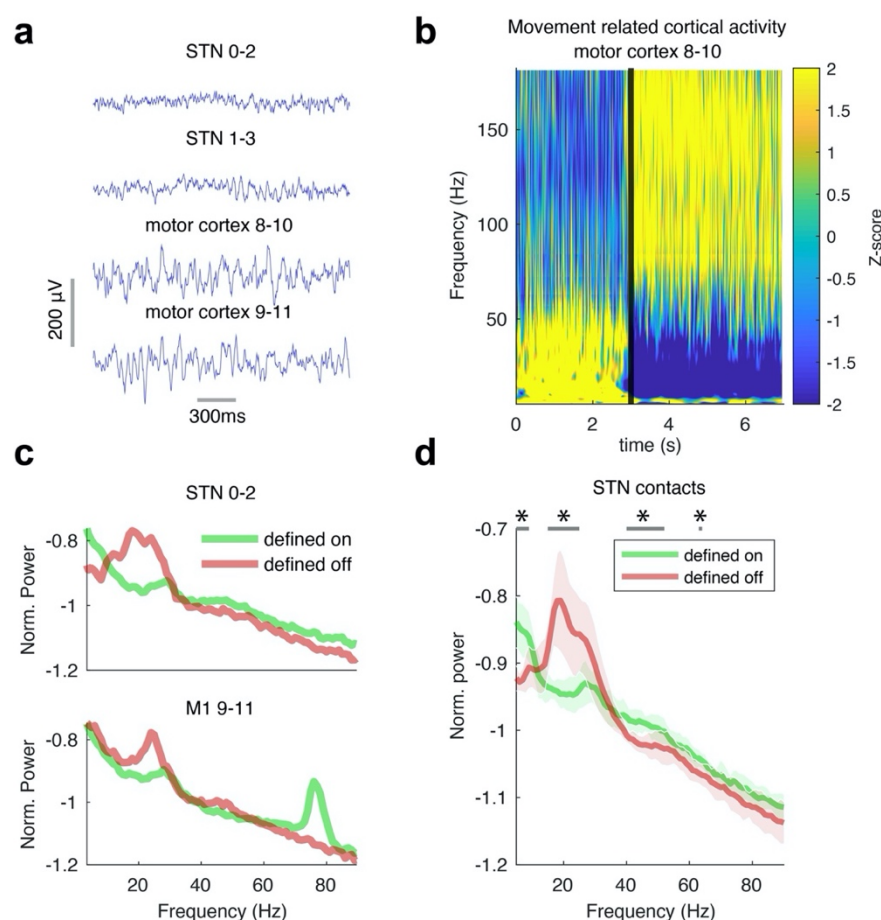 a
STN 0-2
STN 1-3
motor cortex 8-10
motor cortex 9-11
200 µV
300ms
b
Movement related cortical activity
motor cortex 8-10
Frequency (Hz)
150
100
50
0
2
4
6
time (s)
2
1.5
1
0.5
0
-0.5
-1
-1.5
-2
Z-score
c
STN 0-2
defined on
defined off
Norm. Power
-0.8
-1
-1.2
M1 9-11
Norm. Power
-0.8
-1
-1.2
20
40
60
80
Frequency (Hz)
d
STN contacts
* * * *
defined on
defined off
Norm. power
-0.7
-0.8
-0.9
-1
-1.1
-1.2
20
40
60
80
Frequency (Hz)